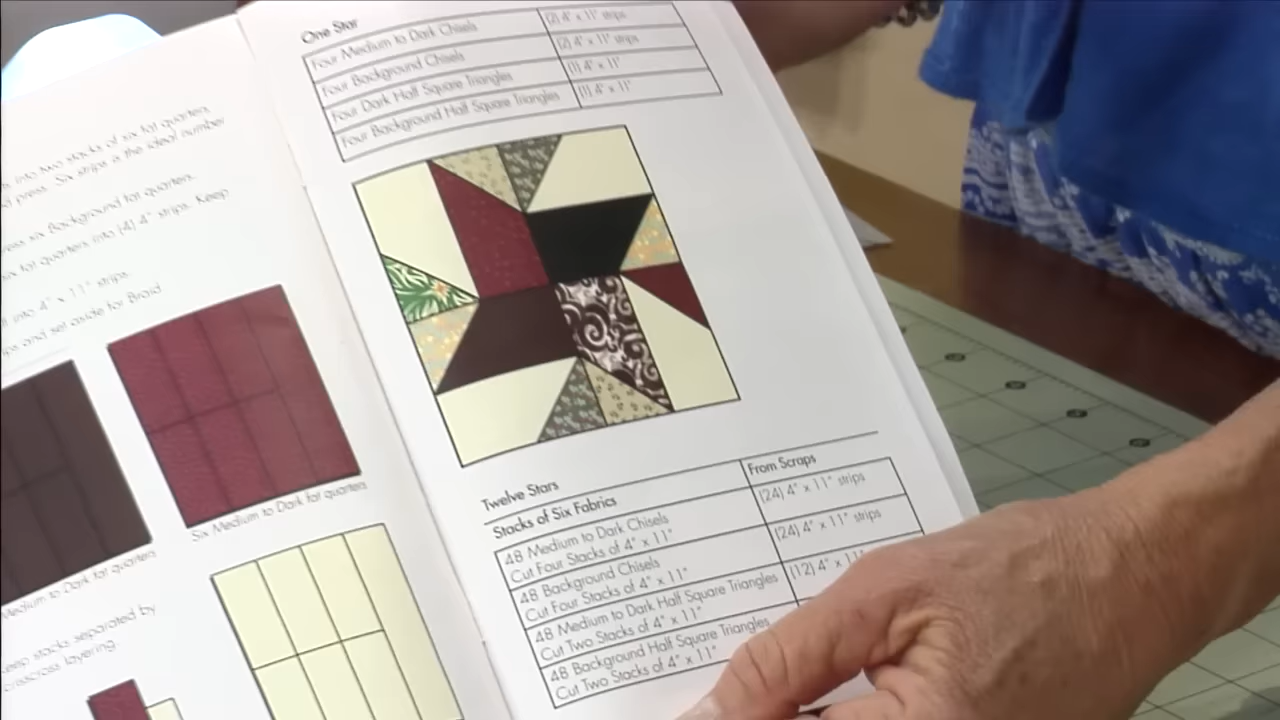 into two stacks of six fat quarters,
d press. Six strips is the ideal number
ress six Background fat quarters.
six fat quarters into (4) 4" strips. Keep
into 4" x 11" strips.
ips and set aside for Braid
Medium to Dark fat quarters
Six Medium to Dark fat quarters
Keep stacks separated by
crisscross layering.
One Star
Four Medium to Dark Chisels (2) 4" x 11" strips
Four Background Chisels (2) 4" x 11" strips
Four Dark Half Square Triangles (1) 4" x 11"
Four Background Half Square Triangles (1) 4" x 11"
Twelve Stars
Stacks of Six Fabrics From Scraps
48 Medium to Dark Chisels (24) 4" x 11" strips
Cut Four Stacks of 4" x 11"
48 Background Chisels (24) 4" x 11" strips
Cut Four Stacks of 4" x 11"
48 Medium to Dark Half Square Triangles (12) 4" x 11"
Cut Two Stacks of 4" x 11"
48 Background Half Square Triangles
Cut Two Stacks of 4" x 11"